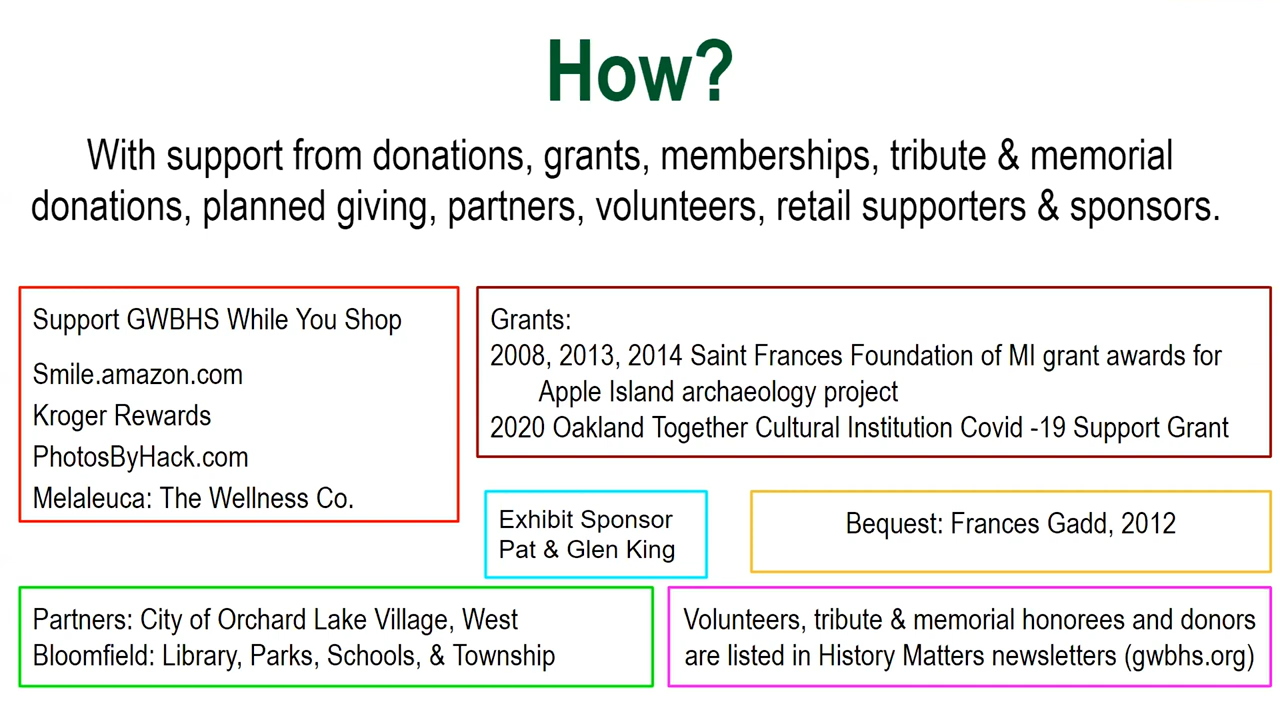 How?
With support from donations, grants, memberships, tribute & memorial
donations, planned giving, partners, volunteers, retail supporters & sponsors.
Support GWBHS While You Shop
Smile.amazon.com
Kroger Rewards
PhotosByHack.com
Melaleuca: The Wellness Co.
Grants:
2008, 2013, 2014 Saint Frances Foundation of MI grant awards for
Apple Island archaeology project
2020 Oakland Together Cultural Institution Covid -19 Support Grant
Exhibit Sponsor
Pat & Glen King
Bequest: Frances Gadd, 2012
Partners: City of Orchard Lake Village, West
Bloomfield: Library, Parks, Schools, & Township
Volunteers, tribute & memorial honorees and donors
are listed in History Matters newsletters (gwbhs.org)